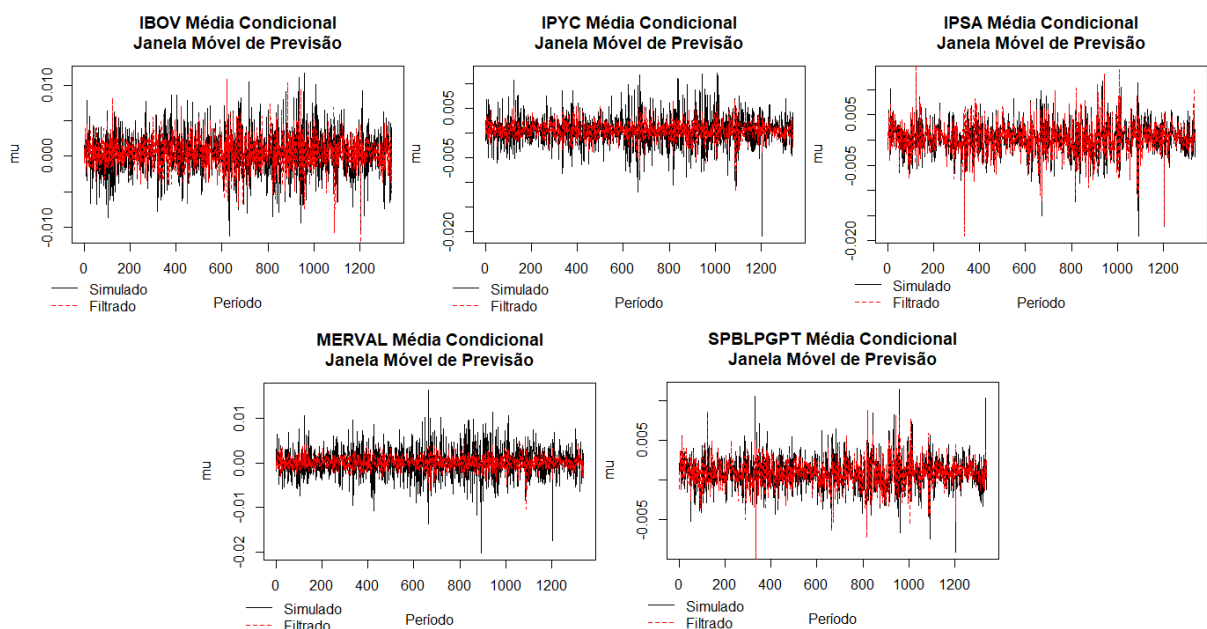 IBOV Média Condicional
Janela Móvel de Previsão
mu
0.010
0.000
-0.010
0 200 400 600 800 1000 1200
Simulado
Filtrado
Período
IPYC Média Condicional
Janela Móvel de Previsão
mu
0.005
-0.005
-0.020
0 200 400 600 800 1000 1200
Simulado
Filtrado
Período
IPSA Média Condicional
Janela Móvel de Previsão
mu
0.005
-0.005
-0.020
0 200 400 600 800 1000 1200
Simulado
Filtrado
Período
MERVAL Média Condicional
Janela Móvel de Previsão
mu
0.01
0.00
-0.01
-0.02
0 200 400 600 800 1000 1200
Simulado
Filtrado
Período
SPBLPGPT Média Condicional
Janela Móvel de Previsão
mu
0.005
-0.005
0 200 400 600 800 1000 1200
Simulado
Filtrado
Período